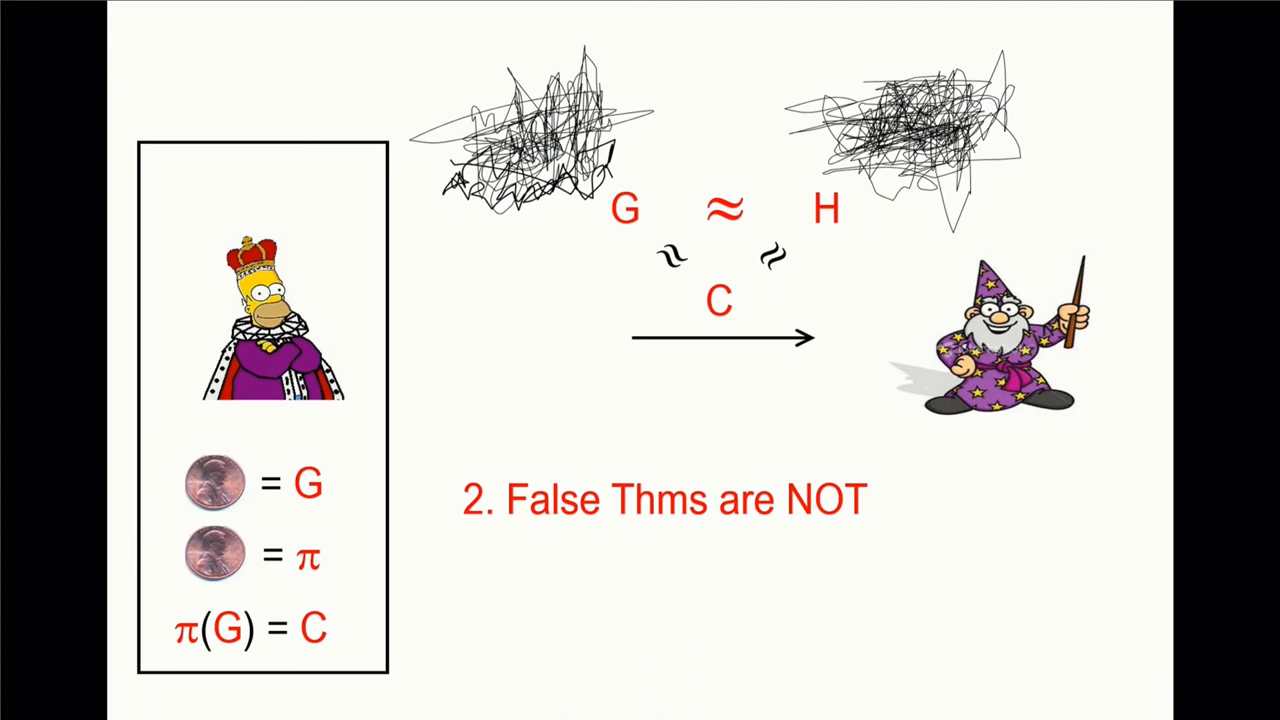 G ≈ H
≈ ≈
C
= G
= π
π(G) = C
2. False Thms are NOT